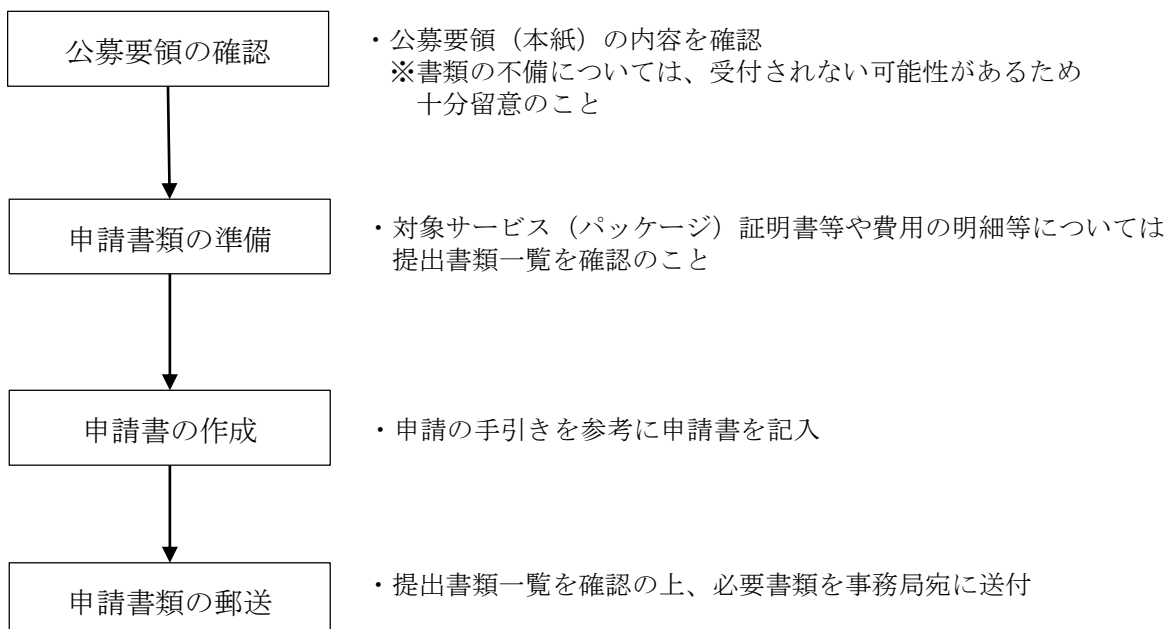 公募要領の確認
・公募要領（本紙）の内容を確認
※書類の不備については、受付されない可能性があるため
十分留意のこと
申請書類の準備
・対象サービス（パッケージ）証明書等や費用の明細等については
提出書類一覧を確認のこと
申請書の作成
・申請の手引きを参考に申請書を記入
申請書類の郵送
・提出書類一覧を確認の上、必要書類を事務局宛に送付